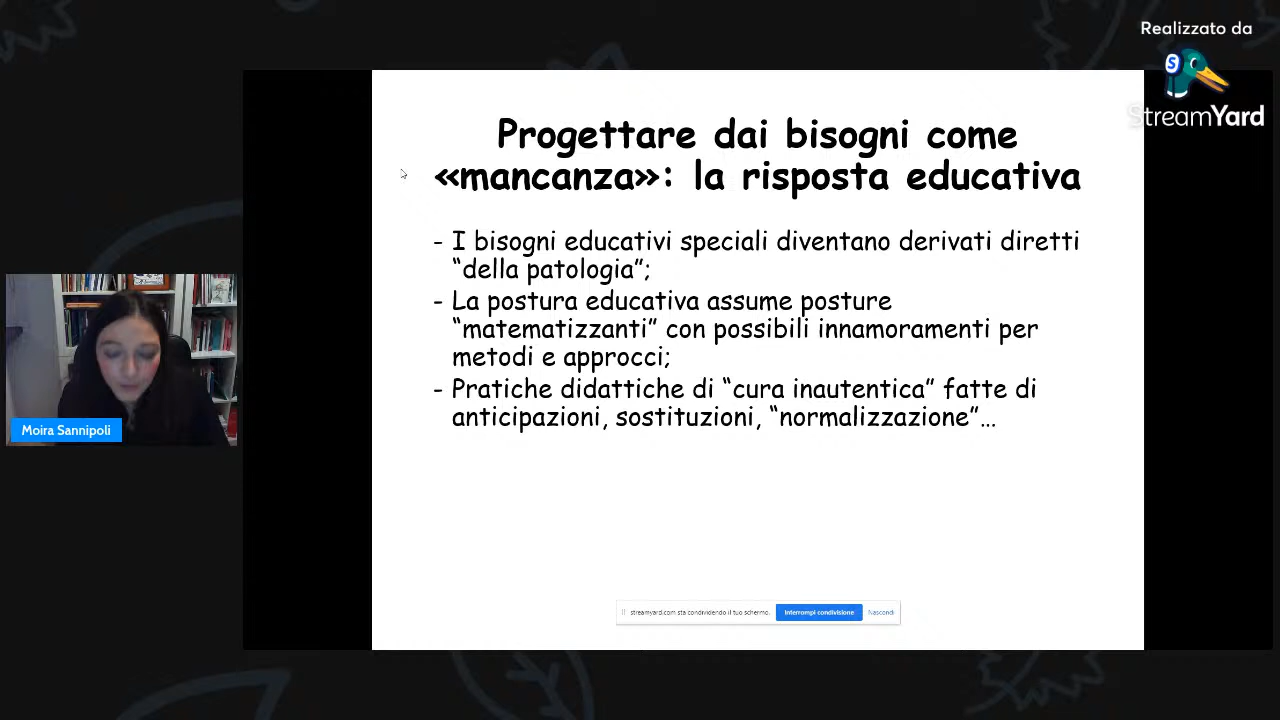 Realizzato da
StreamYard
Progettare dai bisogni come
«mancanza»: la risposta educativa
- I bisogni educativi speciali diventano derivati diretti
“della patologia”;
- La postura educativa assume posture
“matematizzanti” con possibili innamoramenti per
metodi e approcci;
- Pratiche didattiche di “cura inautentica” fatte di
anticipazioni, sostituzioni, “normalizzazione”…
Moira Sannipoli
streamyard.com sta condividendo il tuo schermo.
Interrompi condivisione
Nascondi